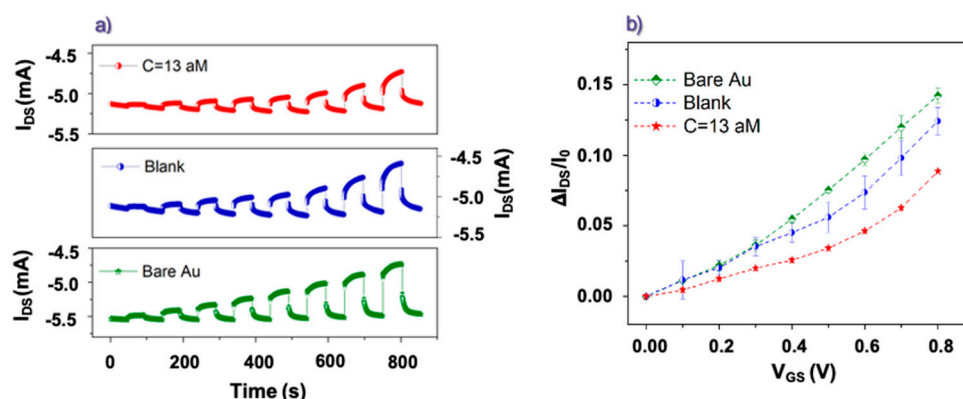 a)
-4.5
-5.0
-5.5
I_DS(mA)
C=13 aM
-4.5
-5.0
-5.5
I_DS(mA)
Blank
-4.5
-5.0
-5.5
I_DS(mA)
Bare Au
0 200 400 600 800
Time (s)
b)
0.15
0.10
0.05
0.00
ΔI_DS/I_0
Bare Au
Blank
C=13 aM
0.00 0.2 0.4 0.6 0.8
V_GS (V)